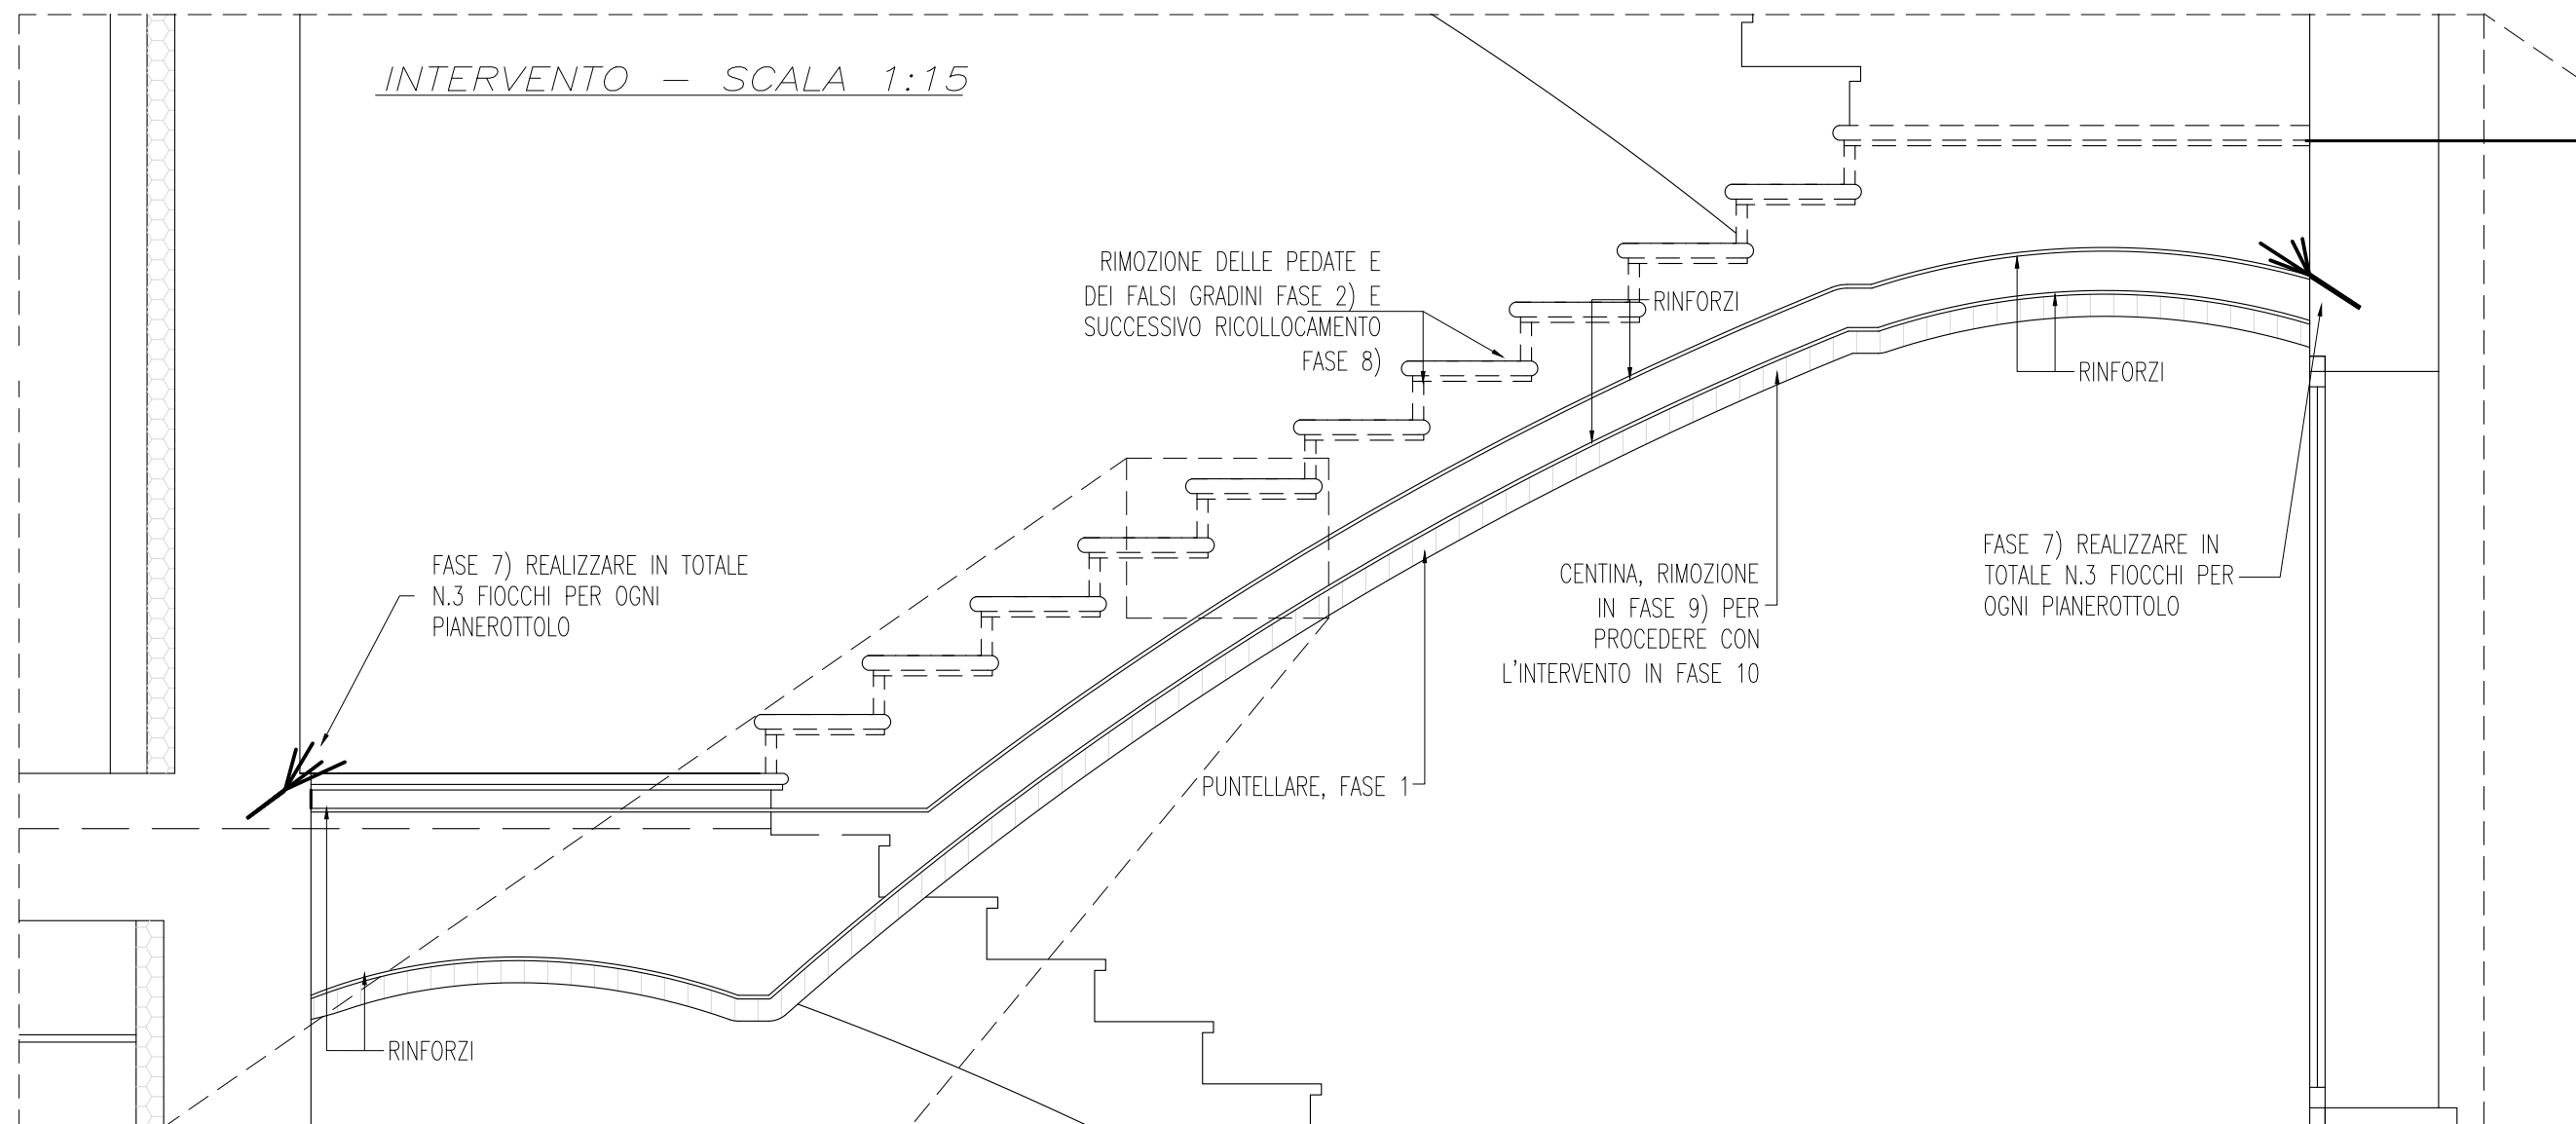 INTERVENTO – SCALA 1:15
RIMOZIONE DELLE PEDATE E
DEI FALSI GRADINI FASE 2) E
SUCCESSIVO RICOLLOCAMENTO
FASE 8)
RINFORZI
RINFORZI
FASE 7) REALIZZARE IN TOTALE
N.3 FIOCCHI PER OGNI
PIANEROTTOLO
CENTINA, RIMOZIONE
IN FASE 9) PER
PROCEDERE CON
L'INTERVENTO IN FASE 10
FASE 7) REALIZZARE IN
TOTALE N.3 FIOCCHI PER
OGNI PIANEROTTOLO
PUNTELLARE, FASE 1
RINFORZI